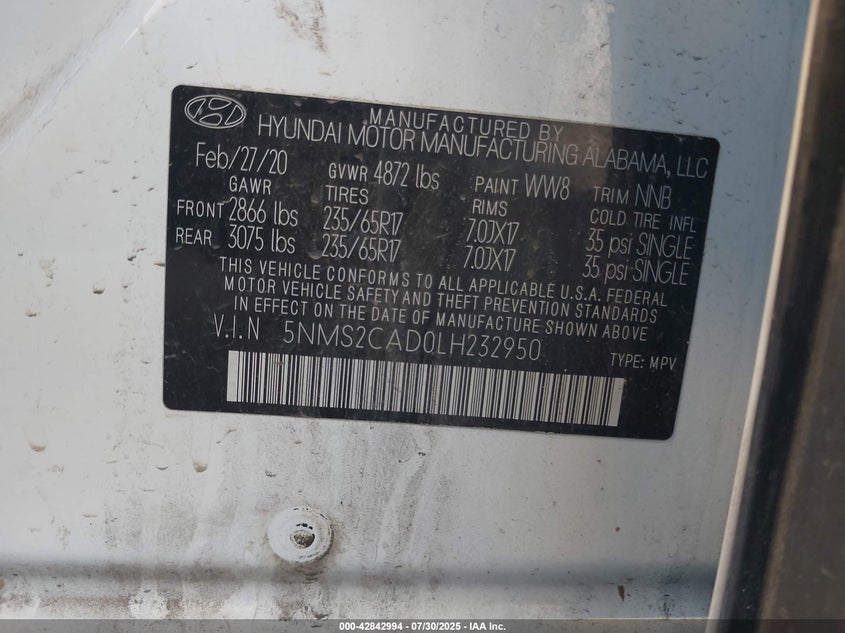 MANUFACTURED BY
HYUNDAI MOTOR MANUFACTURING ALABAMA, LLC
Feb/27/20 GVWR 4872 lbs PAINT WW8 TRIM NNB
GAWR TIRES RIMS COLD TIRE INFL
FRONT 2866 lbs 235/65R17 7.0JX17 35 psi SINGLE
REAR 3075 lbs 235/65R17 7.0JX17 35 psi SINGLE
THIS VEHICLE CONFORMS TO ALL APPLICABLE U.S.A. FEDERAL
MOTOR VEHICLE SAFETY AND THEFT PREVENTION STANDARDS
IN EFFECT ON THE DATE OF MANUFACTURE SHOWN ABOVE
V.I.N 5NMS2CAD0LH232950
TYPE: MPV
000-42842994 - 07/30/2025 - IAA Inc.